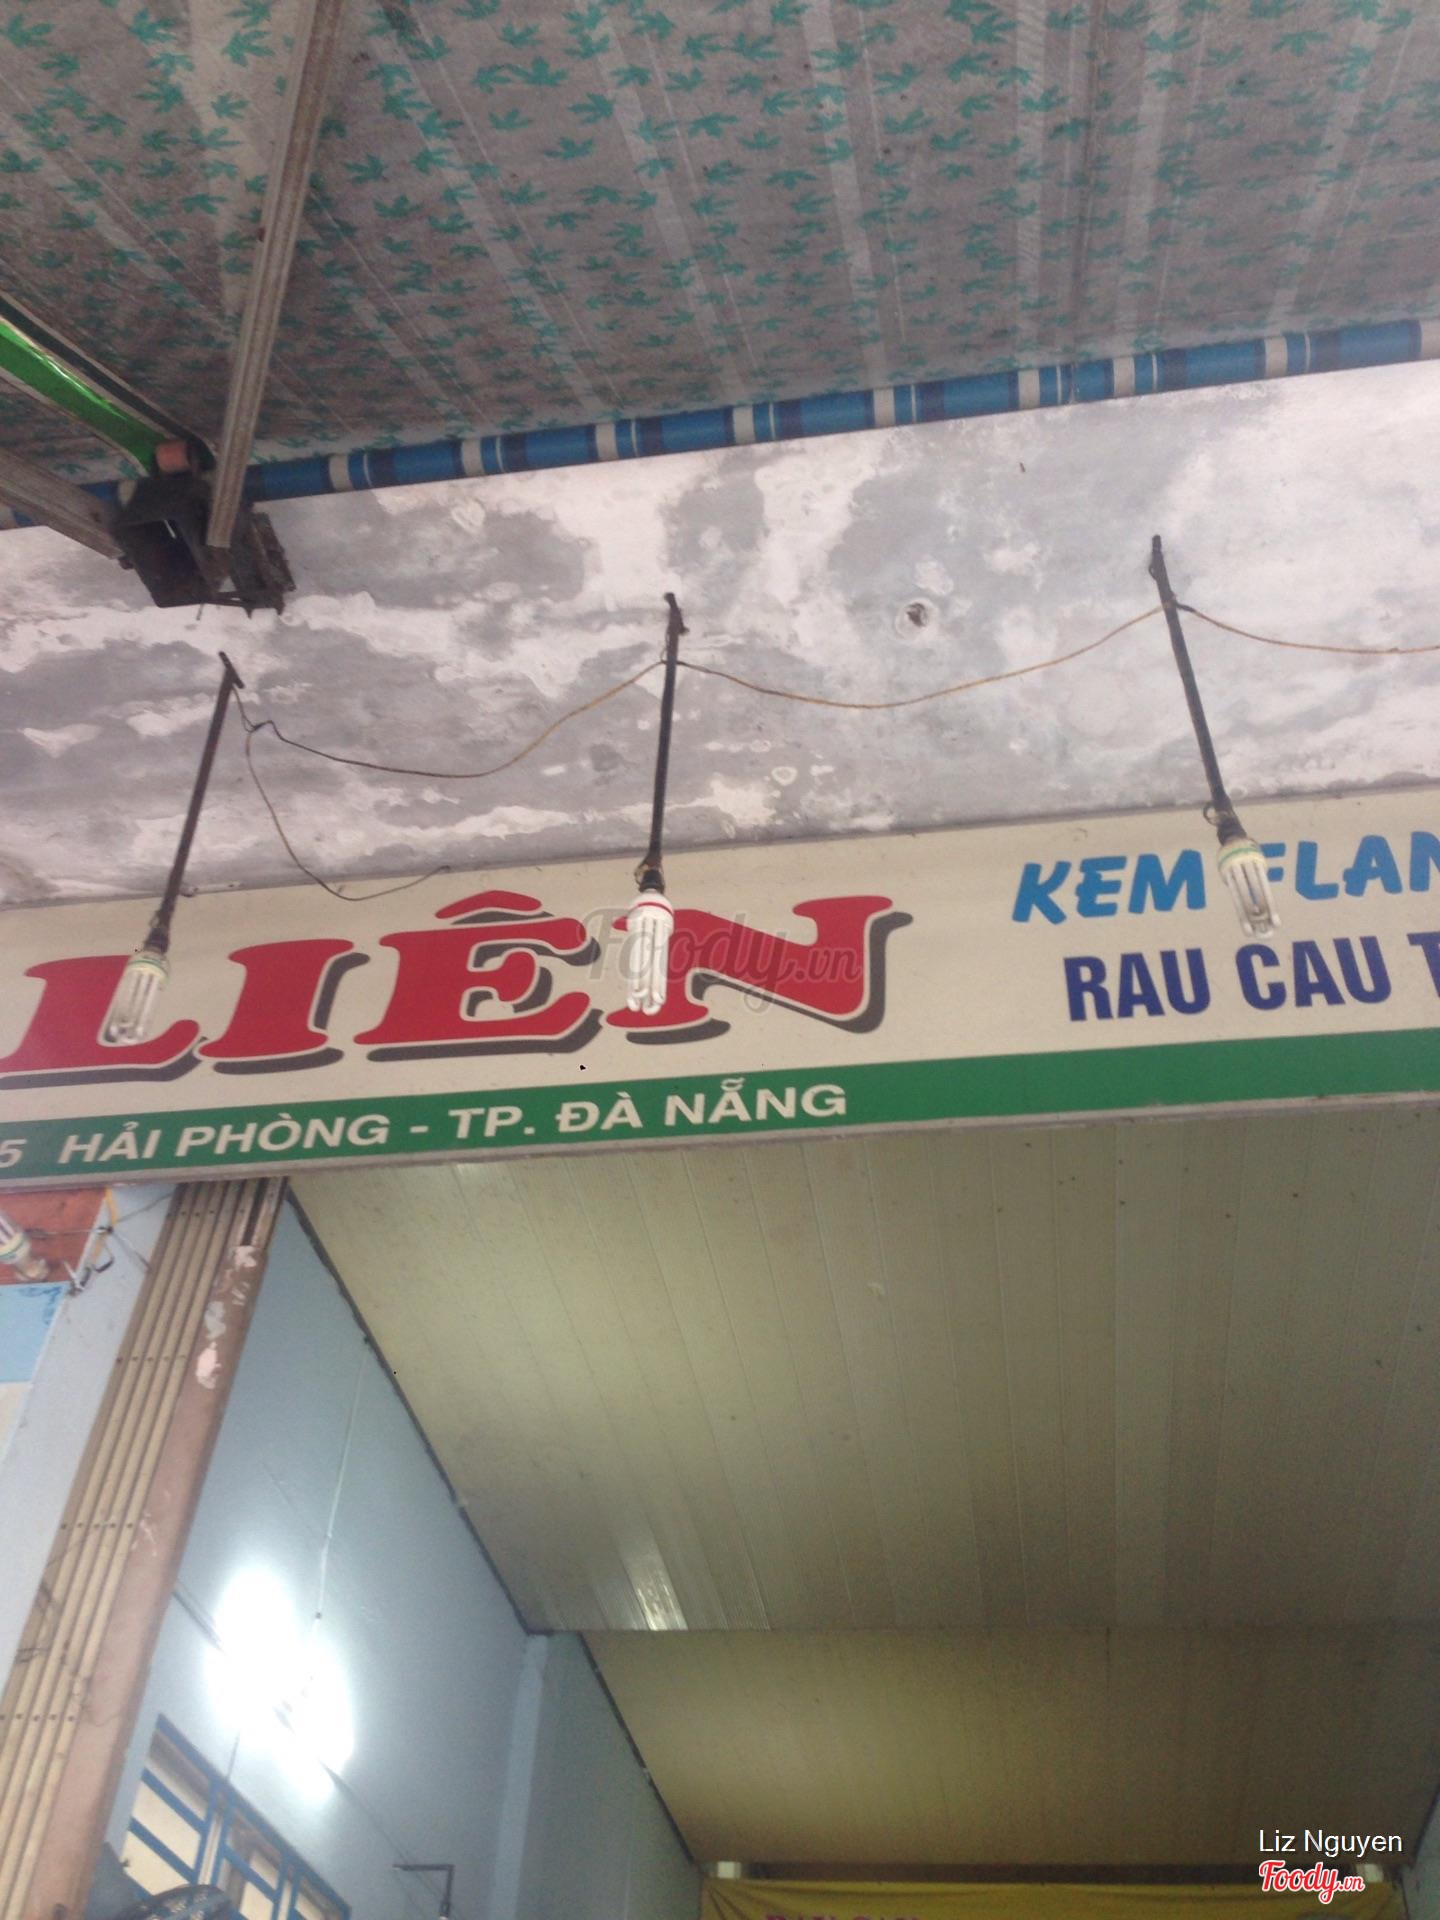 LIÊN
KEM FLAN
RAU CAU T
5 HẢI PHÒNG - TP. ĐÀ NẴNG
Foody.vn
Liz Nguyen
Foody.vn